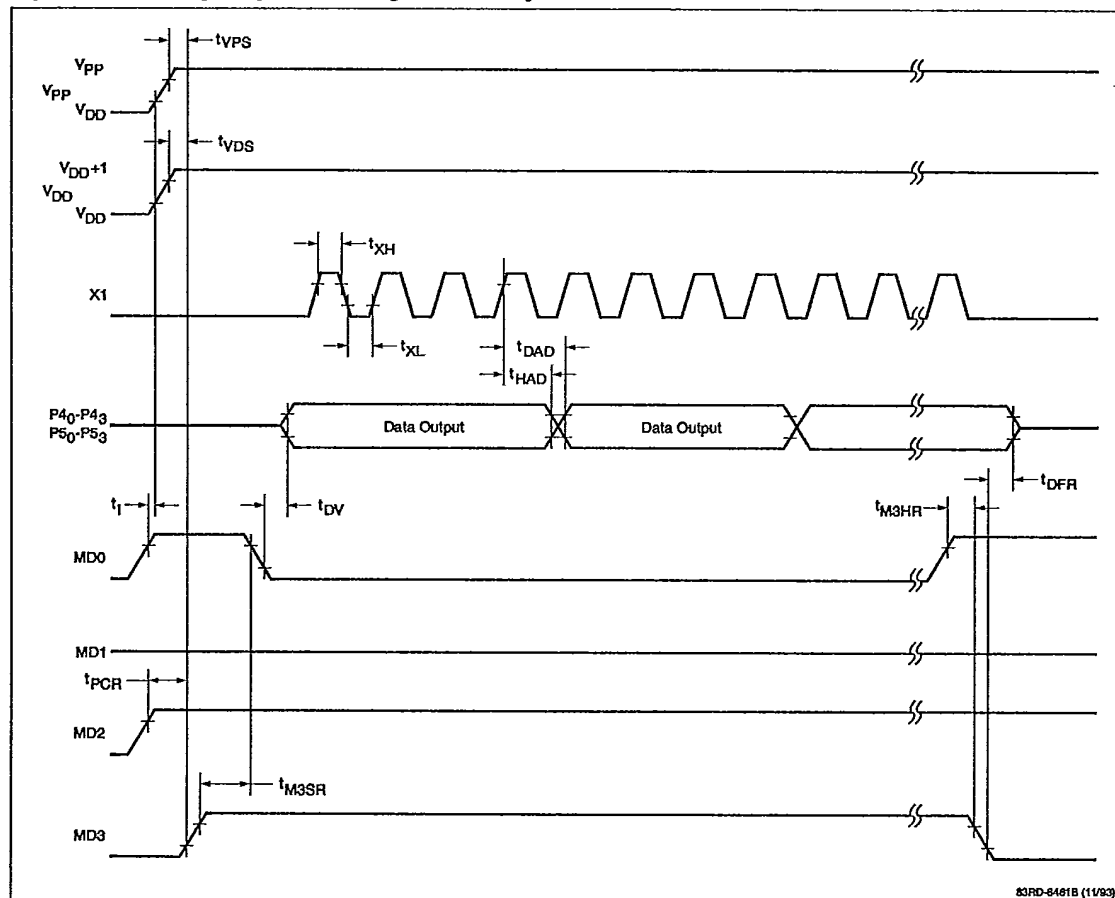 tVPS
VPP
VPP
VDD
tVDS
VDD+1
VDD
VDD
tXH
X1
tXL
tDAD
tHAD
P40-P43
P50-P53
Data Output
Data Output
tI
tDV
tM3HR
tDFR
MD0
MD1
tPCR
MD2
tM3SR
MD3
83RD-6461B (11/93)